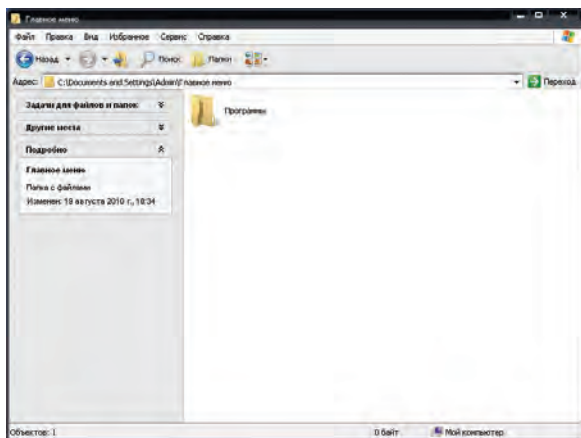 Главное меню
Файл Правка Вид Избранное Сервис Справка
Назад Поиск Папки
Адрес: C:\Documents and Settings\Admin\Главное меню Переход
Задачи для файлов и папок
Другие места
Подробно
Главное меню
Папка с файлами
Изменен: 19 августа 2010 г., 18:34
Программы
Объектов: 1 0 байт Мой компьютер